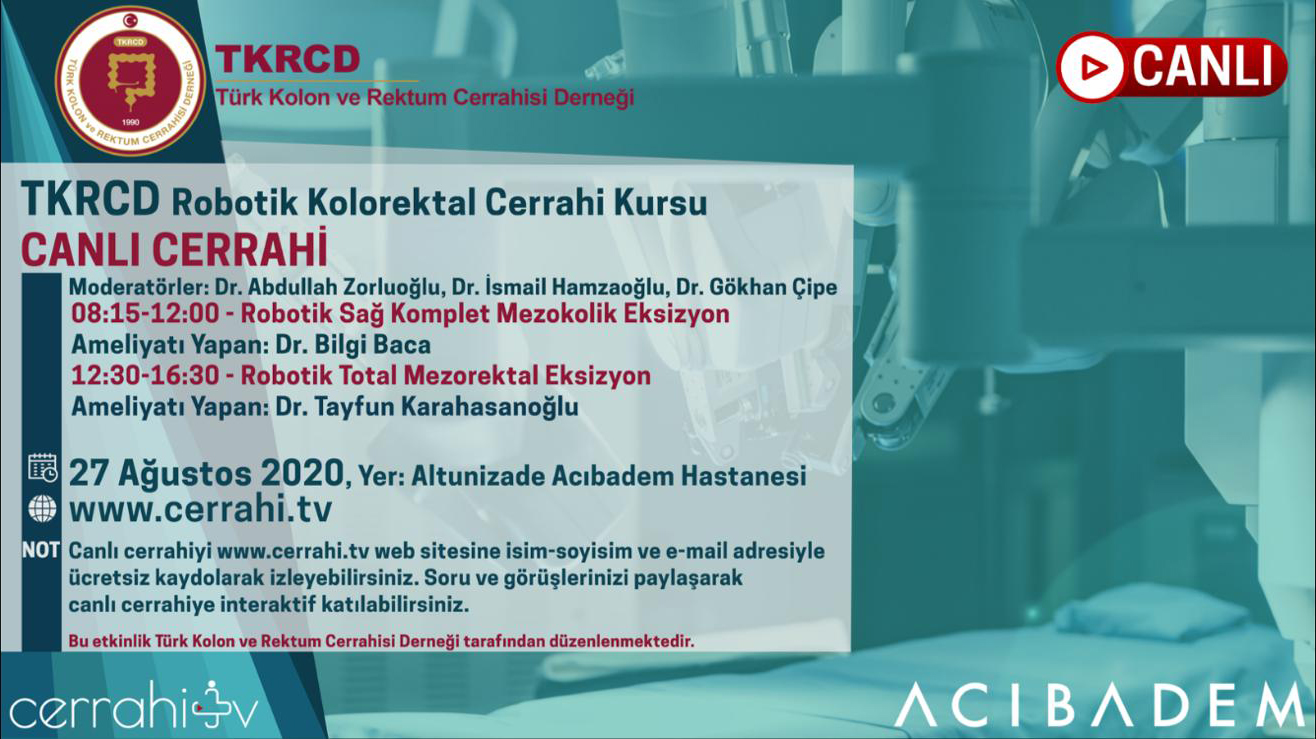 TKRCD
TÜRK KOLON ve REKTUM CERRAHİSİ DERNEĞİ
1990
TKRCD
Türk Kolon ve Rektum Cerrahisi Derneği
CANLI
TKRCD Robotik Kolorektal Cerrahi Kursu
CANLI CERRAHİ
Moderatörler: Dr. Abdullah Zorluoğlu, Dr. İsmail Hamzaoğlu, Dr. Gökhan Çipe
08:15-12:00 - Robotik Sağ Komplet Mezokolik Eksizyon
Ameliyatı Yapan: Dr. Bilgi Baca
12:30-16:30 - Robotik Total Mezorektal Eksizyon
Ameliyatı Yapan: Dr. Tayfun Karahasanoğlu
27 Ağustos 2020, Yer: Altunizade Acıbadem Hastanesi
www.cerrahi.tv
NOT Canlı cerrahiyi www.cerrahi.tv web sitesine isim-soyisim ve e-mail adresiyle
ücretsiz kaydolarak izleyebilirsiniz. Soru ve görüşlerinizi paylaşarak
canlı cerrahiye interaktif katılabilirsiniz.
Bu etkinlik Türk Kolon ve Rektum Cerrahisi Derneği tarafından düzenlenmektedir.
cerrahi tv
ACIBADEM